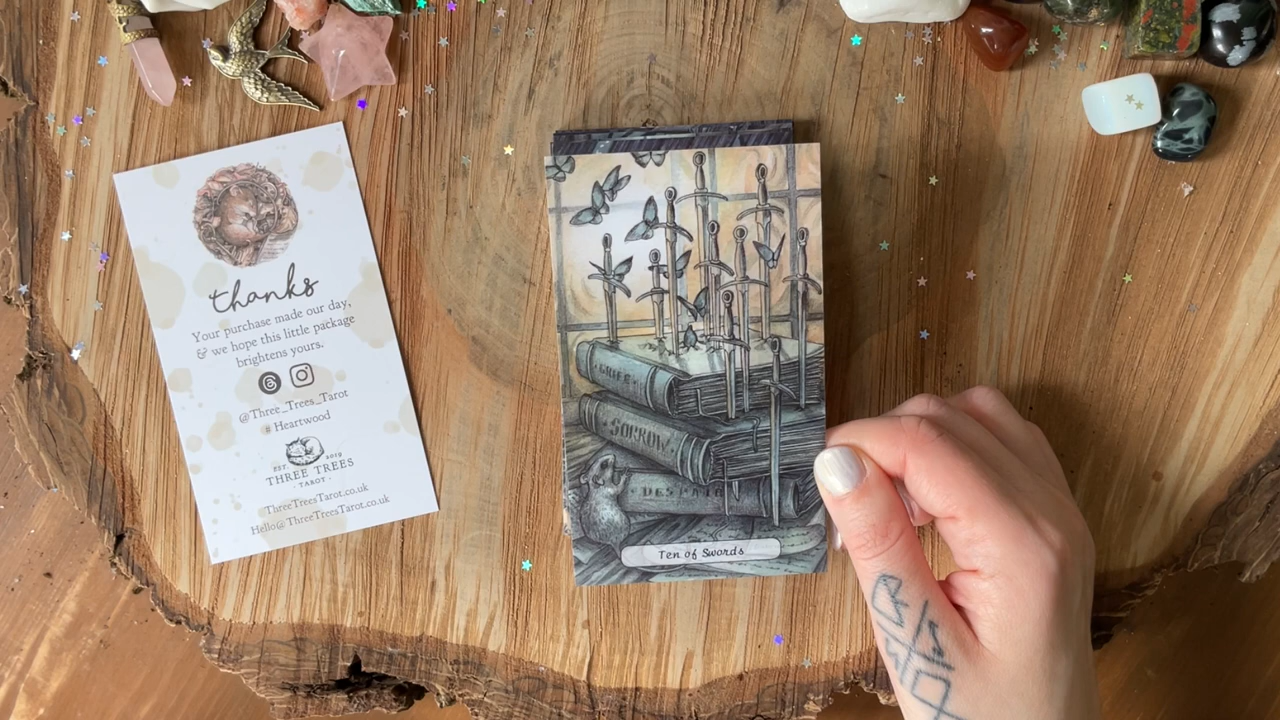 thanks
Your purchase made our day,
& we hope this little package
brightens yours.
@Three_Trees_Tarot
# Heartwood
EST. 2019
THREE TREES
· TAROT ·
ThreeTreesTarot.co.uk
Hello@ThreeTreesTarot.co.uk
· GRIEF ·
· SORROW ·
· DESPAIR
Ten of Swords